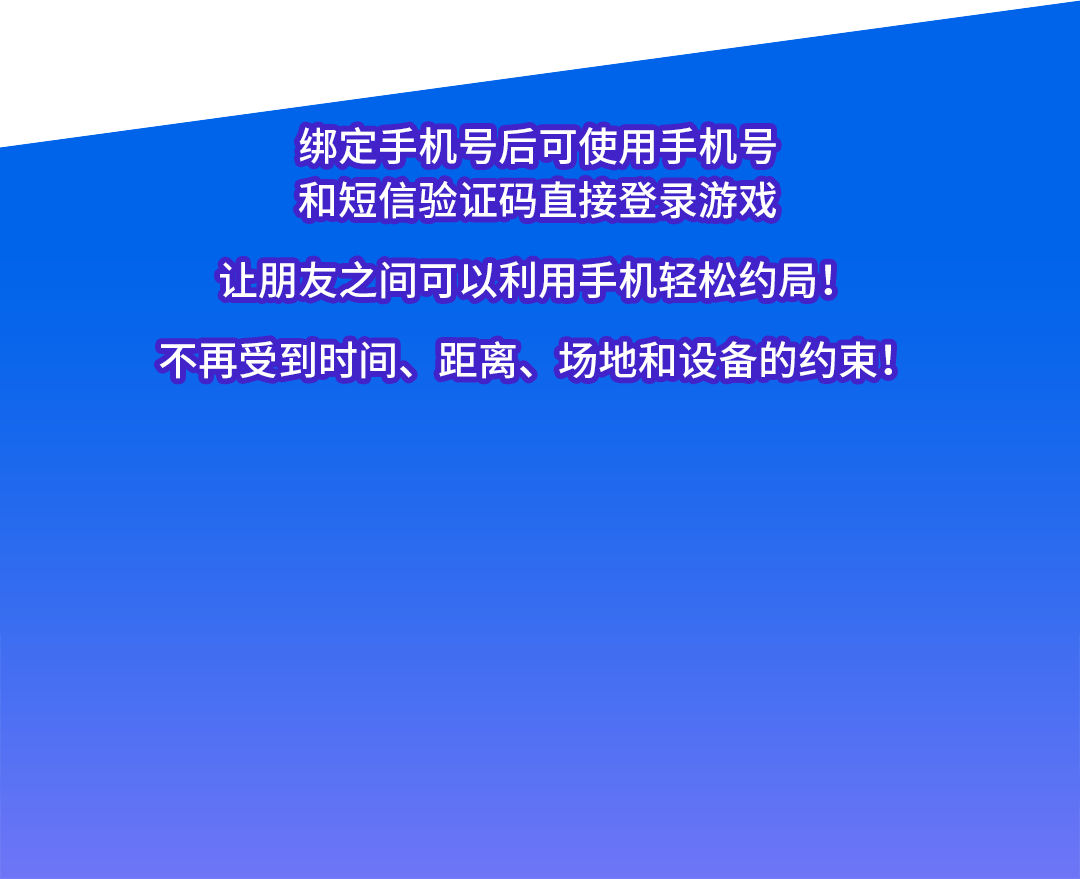 绑定手机号后可使用手机号
和短信验证码直接登录游戏
让朋友之间可以利用手机轻松约局！
不再受到时间、距离、场地和设备的约束！